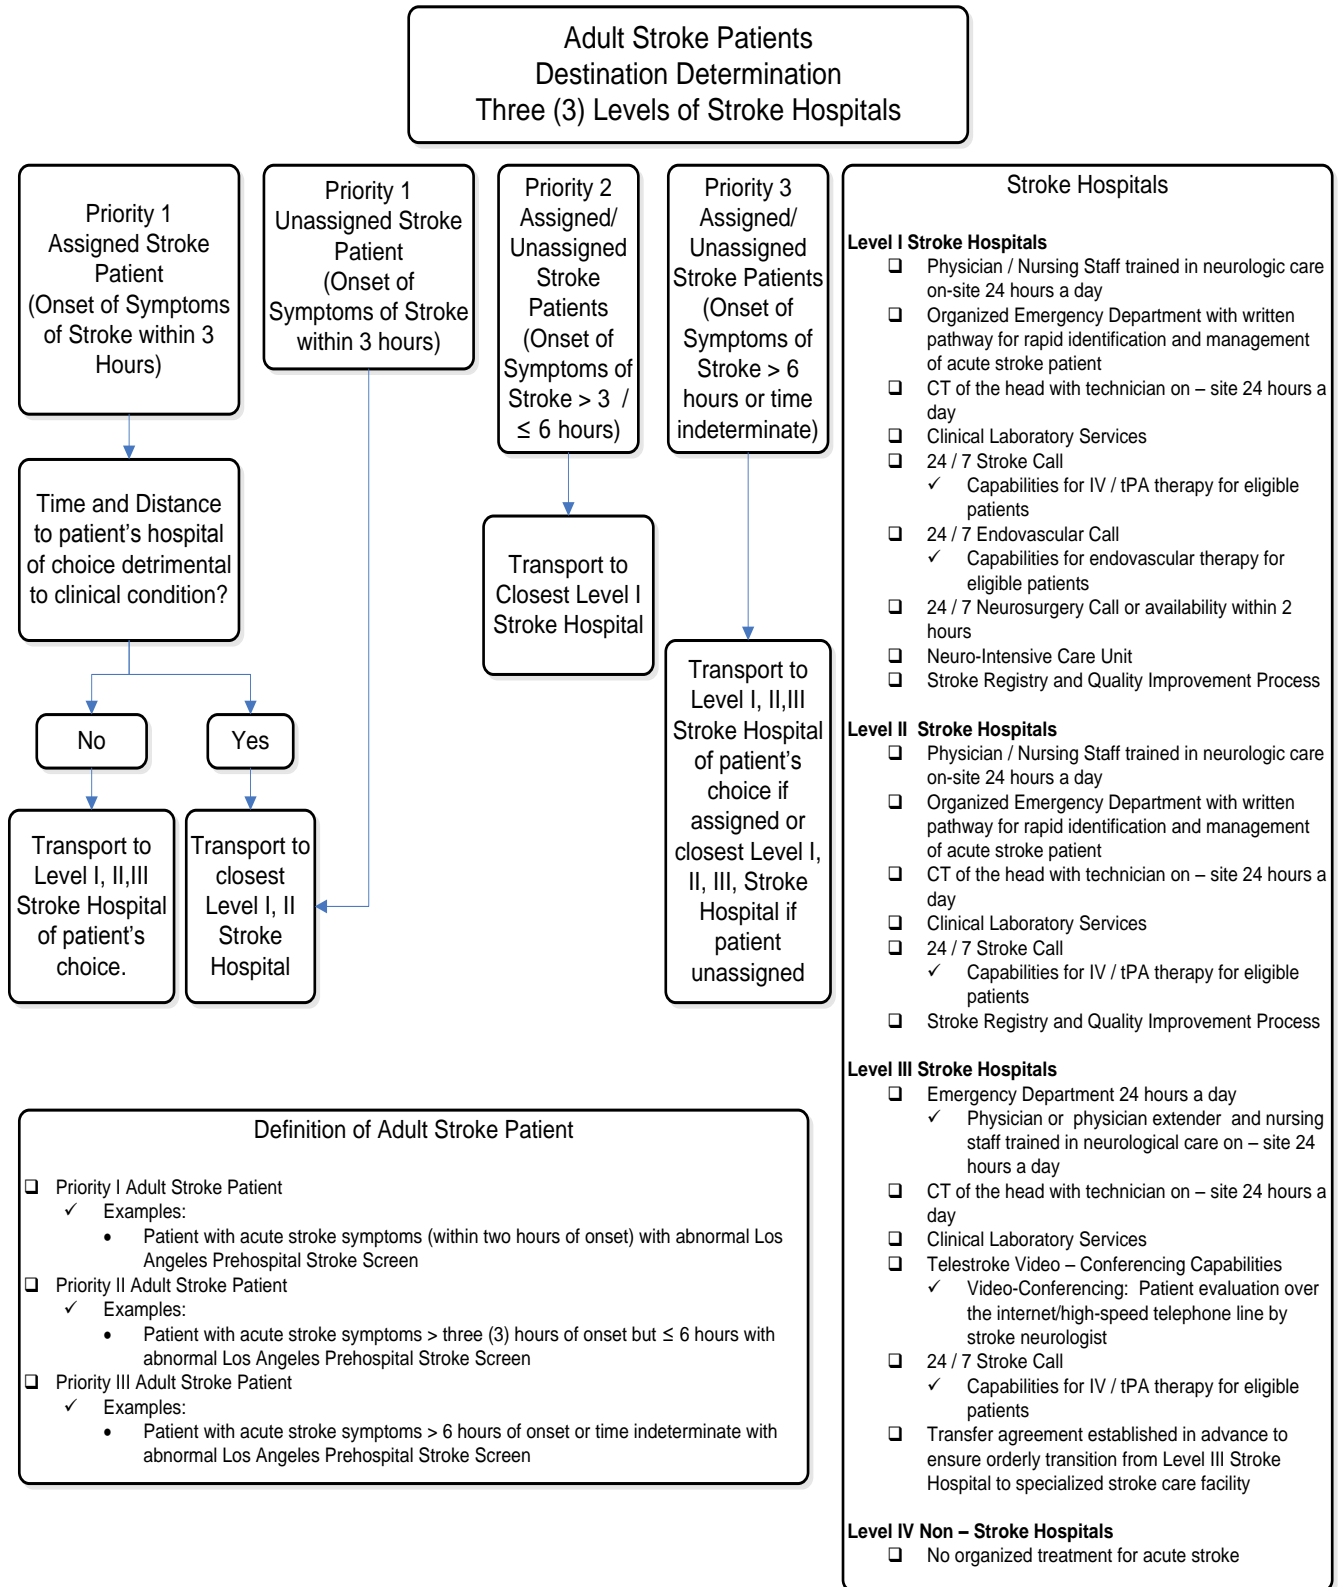 Adult Stroke Patients
Destination Determination
Three (3) Levels of Stroke Hospitals
Priority 1
Assigned Stroke
Patient
(Onset of Symptoms
of Stroke within 3
Hours)
Time and Distance
to patient's hospital
of choice detrimental
to clinical condition?
No
Yes
Transport to
Level I, II,III
Stroke Hospital
of patient's
choice.
Transport to
closest
Level I, II
Stroke
Hospital
Priority 1
Unassigned Stroke
Patient
(Onset of
Symptoms of Stroke
within 3 hours)
Priority 2
Assigned/
Unassigned
Stroke
Patients
(Onset of
Symptoms of
Stroke > 3 /
≤ 6 hours)
Transport to
Closest Level I
Stroke Hospital
Priority 3
Assigned/
Unassigned
Stroke Patients
(Onset of
Symptoms of
Stroke > 6
hours or time
indeterminate)
Transport to
Level I, II,III
Stroke Hospital
of patient's
choice if
assigned or
closest Level I,
II, III, Stroke
Hospital if
patient
unassigned
Stroke Hospitals
Level I Stroke Hospitals
❑ Physician / Nursing Staff trained in neurologic care
on-site 24 hours a day
❑ Organized Emergency Department with written
pathway for rapid identification and management
of acute stroke patient
❑ CT of the head with technician on – site 24 hours a
day
❑ Clinical Laboratory Services
❑ 24 / 7 Stroke Call
✓ Capabilities for IV / tPA therapy for eligible
patients
❑ 24 / 7 Endovascular Call
✓ Capabilities for endovascular therapy for
eligible patients
❑ 24 / 7 Neurosurgery Call or availability within 2
hours
❑ Neuro-Intensive Care Unit
❑ Stroke Registry and Quality Improvement Process
Level II Stroke Hospitals
❑ Physician / Nursing Staff trained in neurologic care
on-site 24 hours a day
❑ Organized Emergency Department with written
pathway for rapid identification and management
of acute stroke patient
❑ CT of the head with technician on – site 24 hours a
day
❑ Clinical Laboratory Services
❑ 24 / 7 Stroke Call
✓ Capabilities for IV / tPA therapy for eligible
patients
❑ Stroke Registry and Quality Improvement Process
Level III Stroke Hospitals
❑ Emergency Department 24 hours a day
✓ Physician or physician extender and nursing
staff trained in neurological care on – site 24
hours a day
❑ CT of the head with technician on – site 24 hours a
day
❑ Clinical Laboratory Services
❑ Telestroke Video – Conferencing Capabilities
✓ Video-Conferencing: Patient evaluation over
the internet/high-speed telephone line by
stroke neurologist
❑ 24 / 7 Stroke Call
✓ Capabilities for IV / tPA therapy for eligible
patients
❑ Transfer agreement established in advance to
ensure orderly transition from Level III Stroke
Hospital to specialized stroke care facility
Level IV Non – Stroke Hospitals
❑ No organized treatment for acute stroke
Definition of Adult Stroke Patient
❑ Priority I Adult Stroke Patient
✓ Examples:
• Patient with acute stroke symptoms (within two hours of onset) with abnormal Los
Angeles Prehospital Stroke Screen
❑ Priority II Adult Stroke Patient
✓ Examples:
• Patient with acute stroke symptoms > three (3) hours of onset but ≤ 6 hours with
abnormal Los Angeles Prehospital Stroke Screen
❑ Priority III Adult Stroke Patient
✓ Examples:
• Patient with acute stroke symptoms > 6 hours of onset or time indeterminate with
abnormal Los Angeles Prehospital Stroke Screen